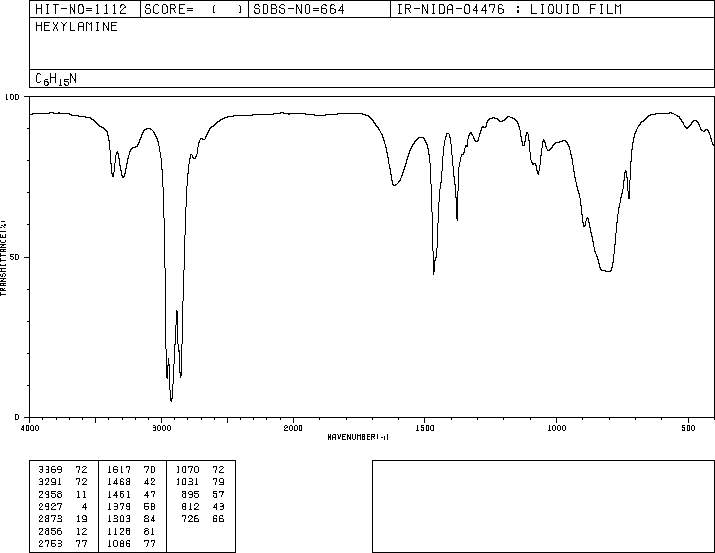 HIT-NO=1112 SCORE= ( ) SDBS-NO=664 IR-NIDA-04476 : LIQUID FILM
HEXYLAMINE
C6H15N
100
50
0
TRANSMITTANCE(%)
4000 3000 2000 1500 1000 500
WAVENUMBER(-1)
3369 72 1617 70 1070 72
3291 72 1468 42 1031 79
2958 11 1461 47 895 57
2927 4 1379 58 812 43
2873 19 1303 84 726 66
2856 12 1128 81
2763 77 1086 77